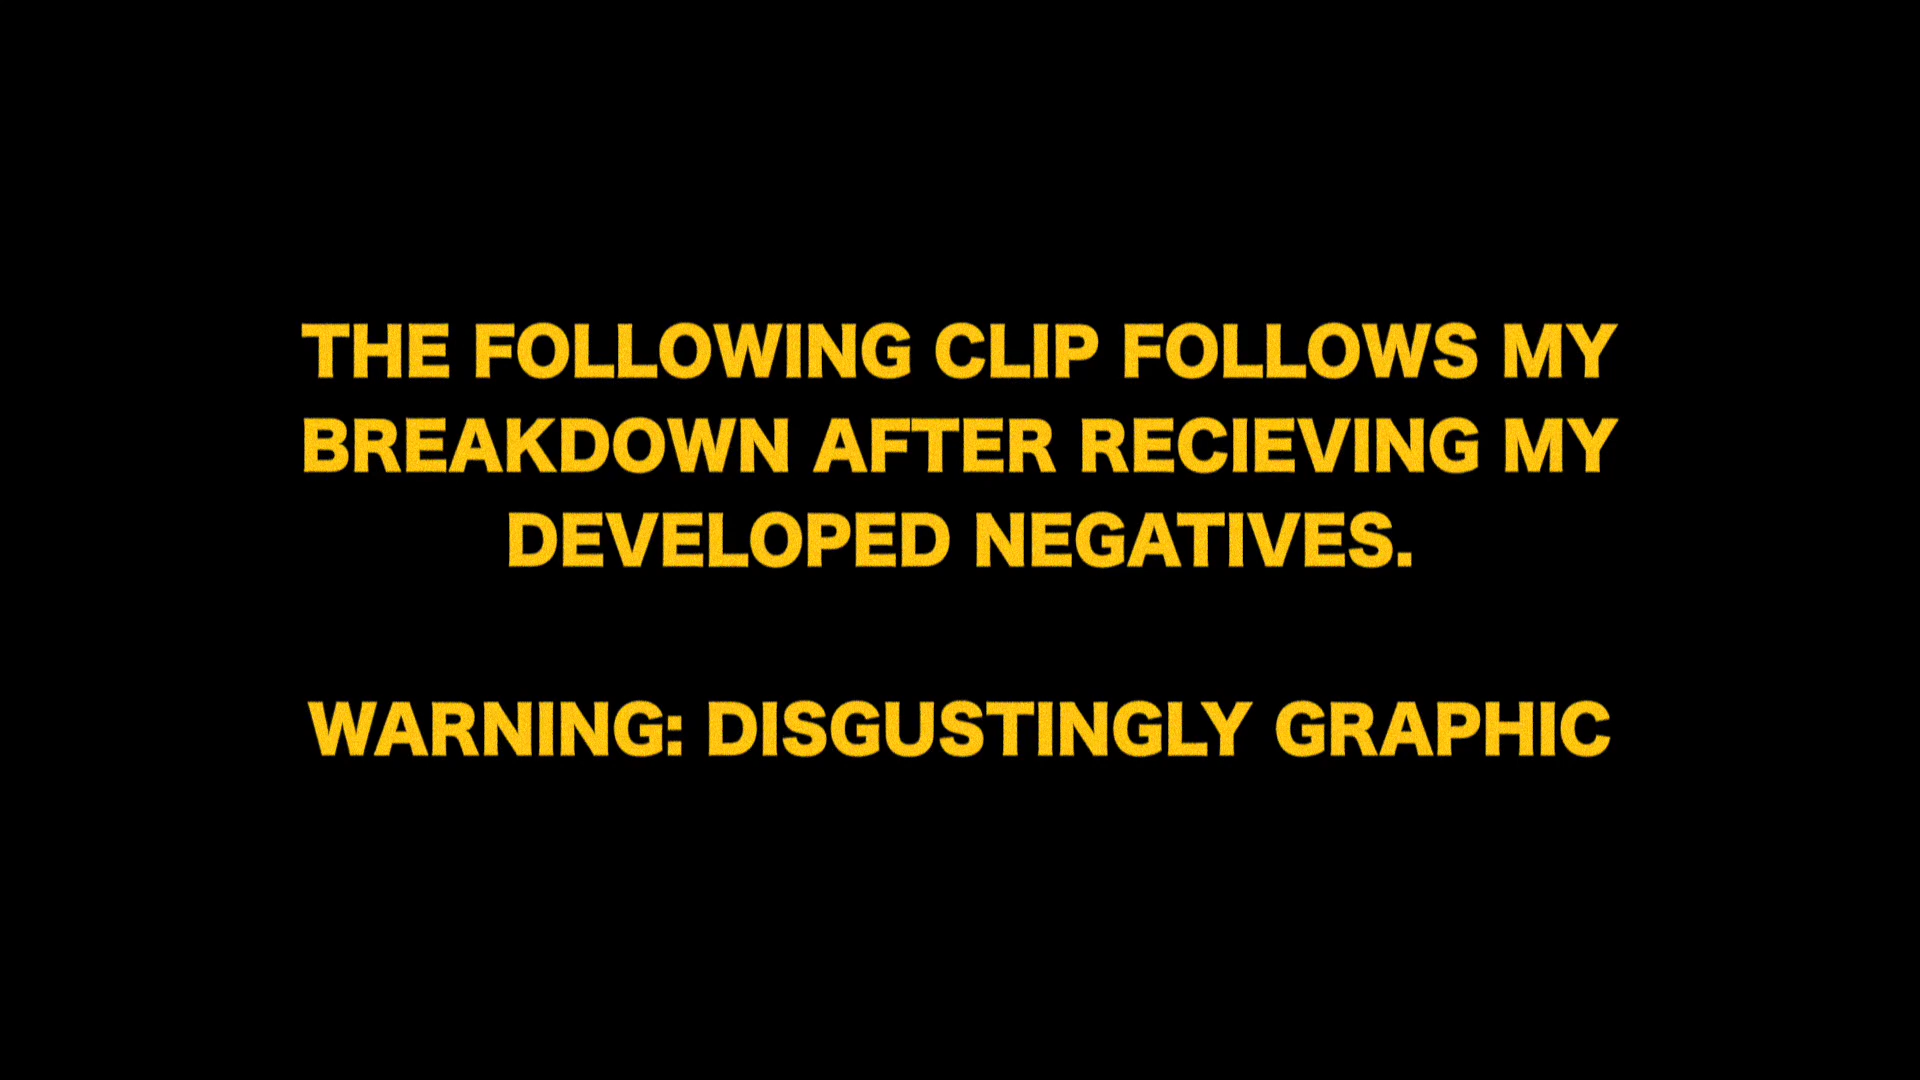 THE FOLLOWING CLIP FOLLOWS MY
BREAKDOWN AFTER RECIEVING MY
DEVELOPED NEGATIVES.
WARNING: DISGUSTINGLY GRAPHIC